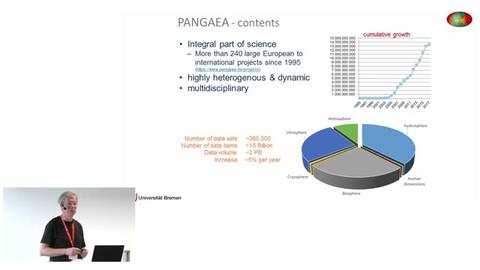 PANGAEA - contents
cumulative growth
• Integral part of science
– More than 240 large European to
international projects since 1995
• highly heterogenous & dynamic
• multidisciplinary
Number of data sets ~385.000
Number of data items >15 Billion
Data volume ~3 PB
Increase ~5% per year
Atmosphere
Hydrosphere
Lithosphere
Cryosphere
Biosphere
Human
Dimensions
Universität Bremen